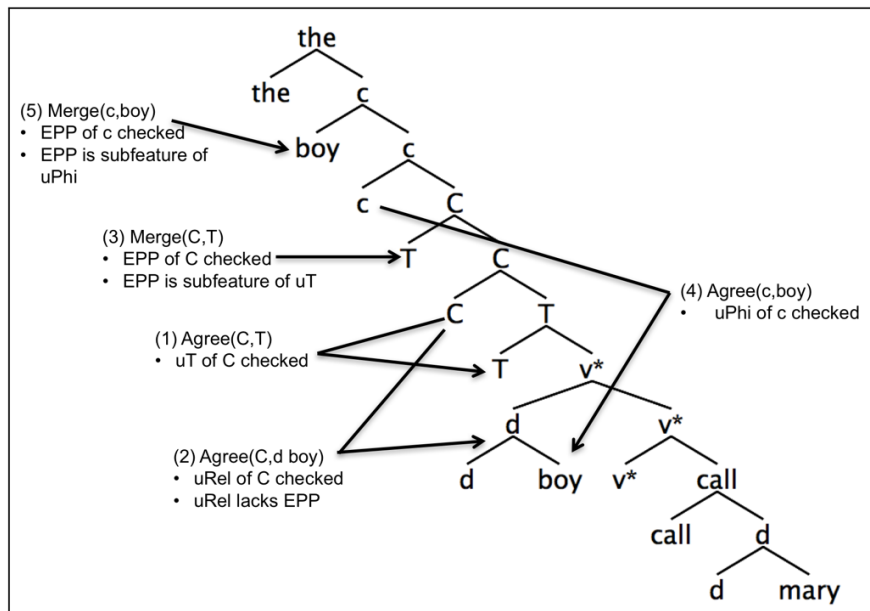 the
the c
(5) Merge(c,boy)
• EPP of c checked
• EPP is subfeature of
uPhi
boy c
c C
(3) Merge(C,T)
• EPP of C checked
• EPP is subfeature of uT
T C
(4) Agree(c,boy)
• uPhi of c checked
C T
(1) Agree(C,T)
• uT of C checked
T v*
d v*
(2) Agree(C,d boy)
• uRel of C checked
• uRel lacks EPP
d boy v* call
call d
d mary